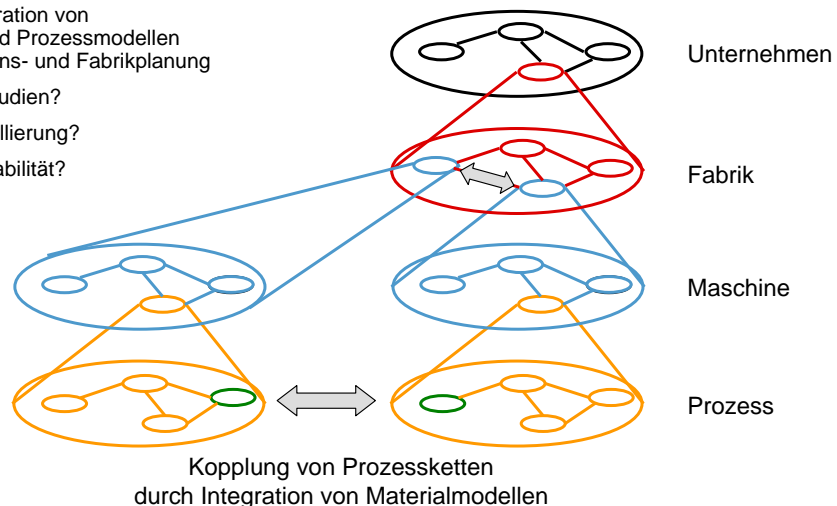 ration von
d Prozessmodellen
ns- und Fabrikplanung
udien?
llierung?
abilität?
Unternehmen
Fabrik
Maschine
Prozess
Kopplung von Prozessketten
durch Integration von Materialmodellen